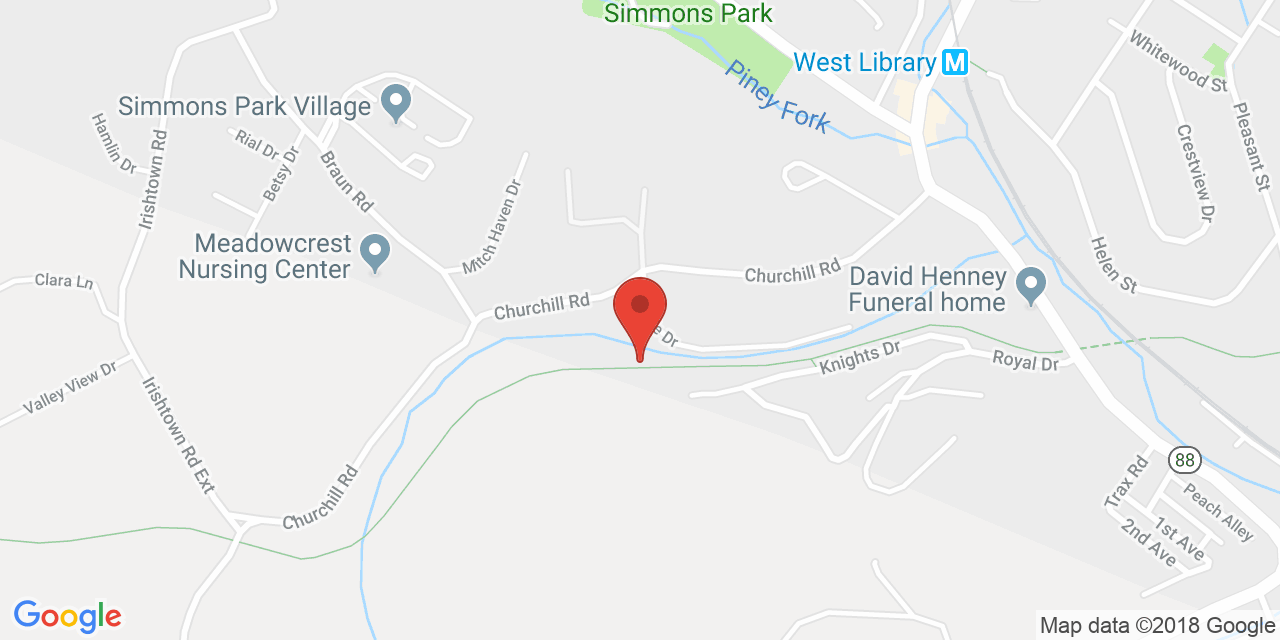 Simmons Park
West Library
M
Piney Fork
Whitewood St
Pleasant St
Crestview Dr
Helen St
Simmons Park Village
Hamlin Dr
Rial Dr
Irishtown Rd
Betsy Dr
Braun Rd
Mitch Haven Dr
Meadowcrest
Nursing Center
Clara Ln
Churchill Rd
Churchill Rd
David Henney
Funeral home
e Dr
Knights Dr
Royal Dr
Valley View Dr
Irishtown Rd Ext
Churchill Rd
88
Trax Rd
Peach Alley
1st Ave
2nd Ave
Google
Map data ©2018 Google